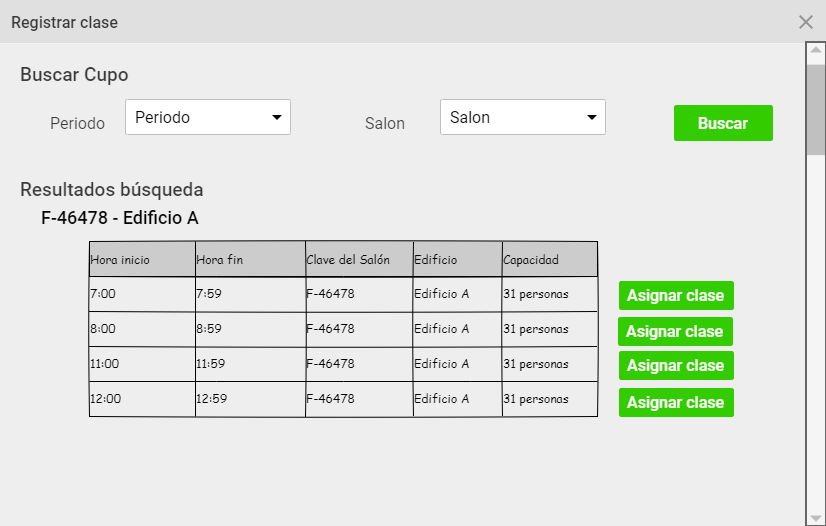 Registrar clase
Buscar Cupo
Periodo Periodo Salon Salon Buscar
Resultados búsqueda
F-46478 - Edificio A
Hora inicio Hora fin Clave del Salón Edificio Capacidad
7:00 7:59 F-46478 Edificio A 31 personas Asignar clase
8:00 8:59 F-46478 Edificio A 31 personas Asignar clase
11:00 11:59 F-46478 Edificio A 31 personas Asignar clase
12:00 12:59 F-46478 Edificio A 31 personas Asignar clase